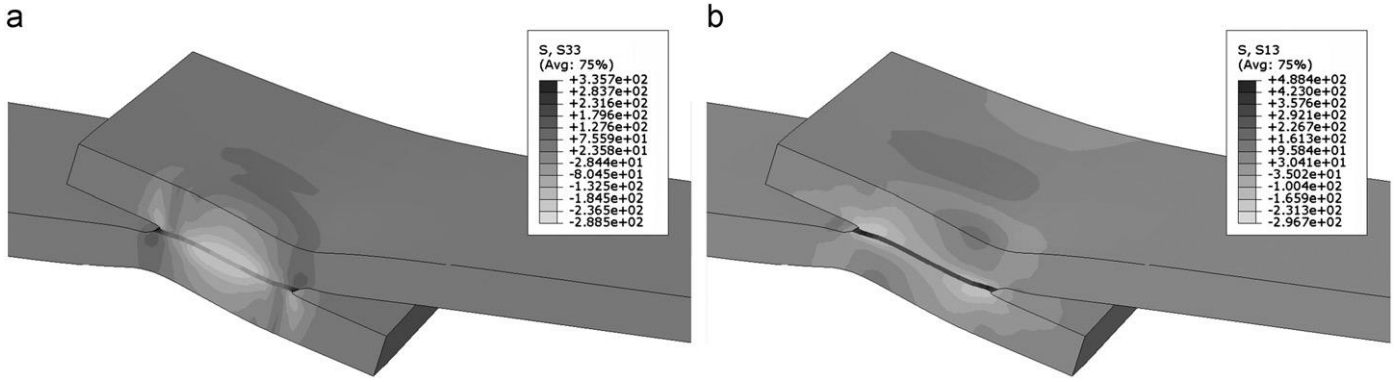 a
S, S33
(Avg: 75%)
+3.357e+02
+2.837e+02
+2.316e+02
+1.796e+02
+1.276e+02
+7.559e+01
+2.358e+01
-2.844e+01
-8.045e+01
-1.325e+02
-1.845e+02
-2.365e+02
-2.885e+02
b
S, S13
(Avg: 75%)
+4.884e+02
+4.230e+02
+3.576e+02
+2.921e+02
+2.267e+02
+1.613e+02
+9.584e+01
+3.041e+01
-3.502e+01
-1.004e+02
-1.659e+02
-2.313e+02
-2.967e+02